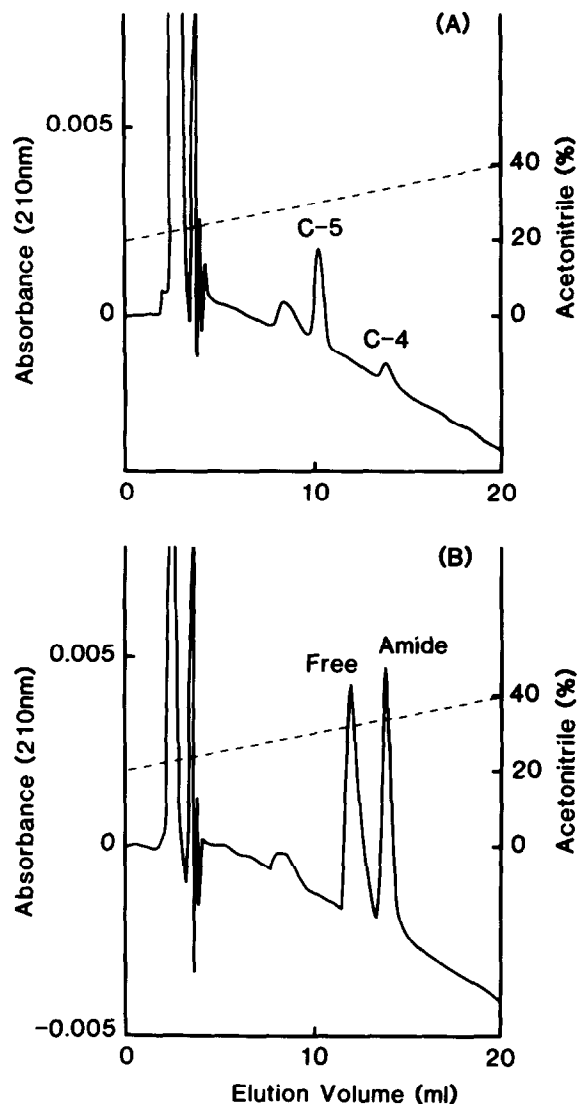 (A)
Absorbance (210nm)
0.005
0
C-5
C-4
40
20
0
Acetonitrile (%)
0
10
20
(B)
Absorbance (210nm)
0.005
0
-0.005
Free
Amide
40
20
0
Acetonitrile (%)
0
10
20
Elution Volume (ml)